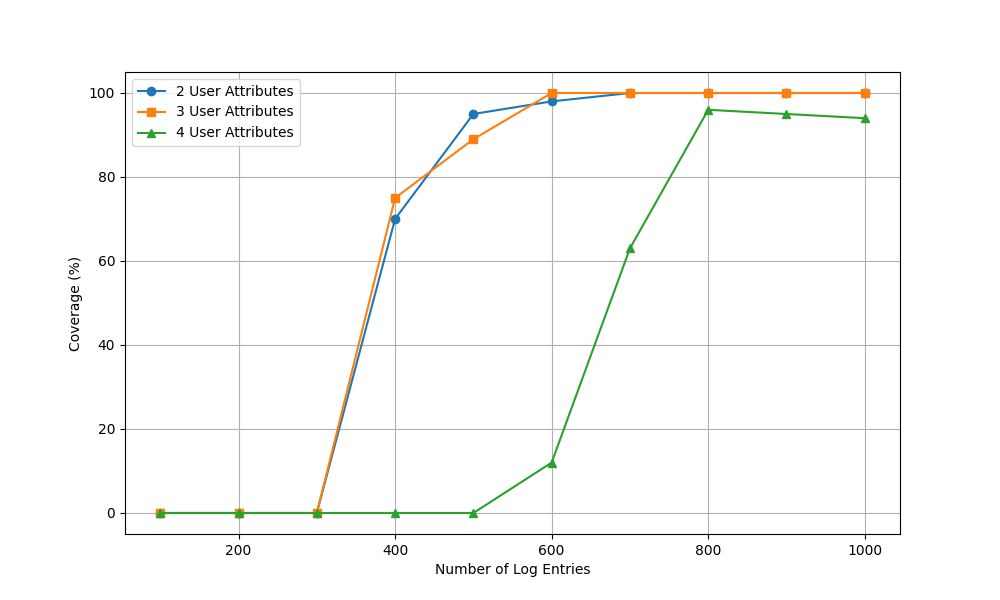 2 User Attributes
3 User Attributes
4 User Attributes
100
80
60
40
20
0
Coverage (%)
200 400 600 800 1000
Number of Log Entries